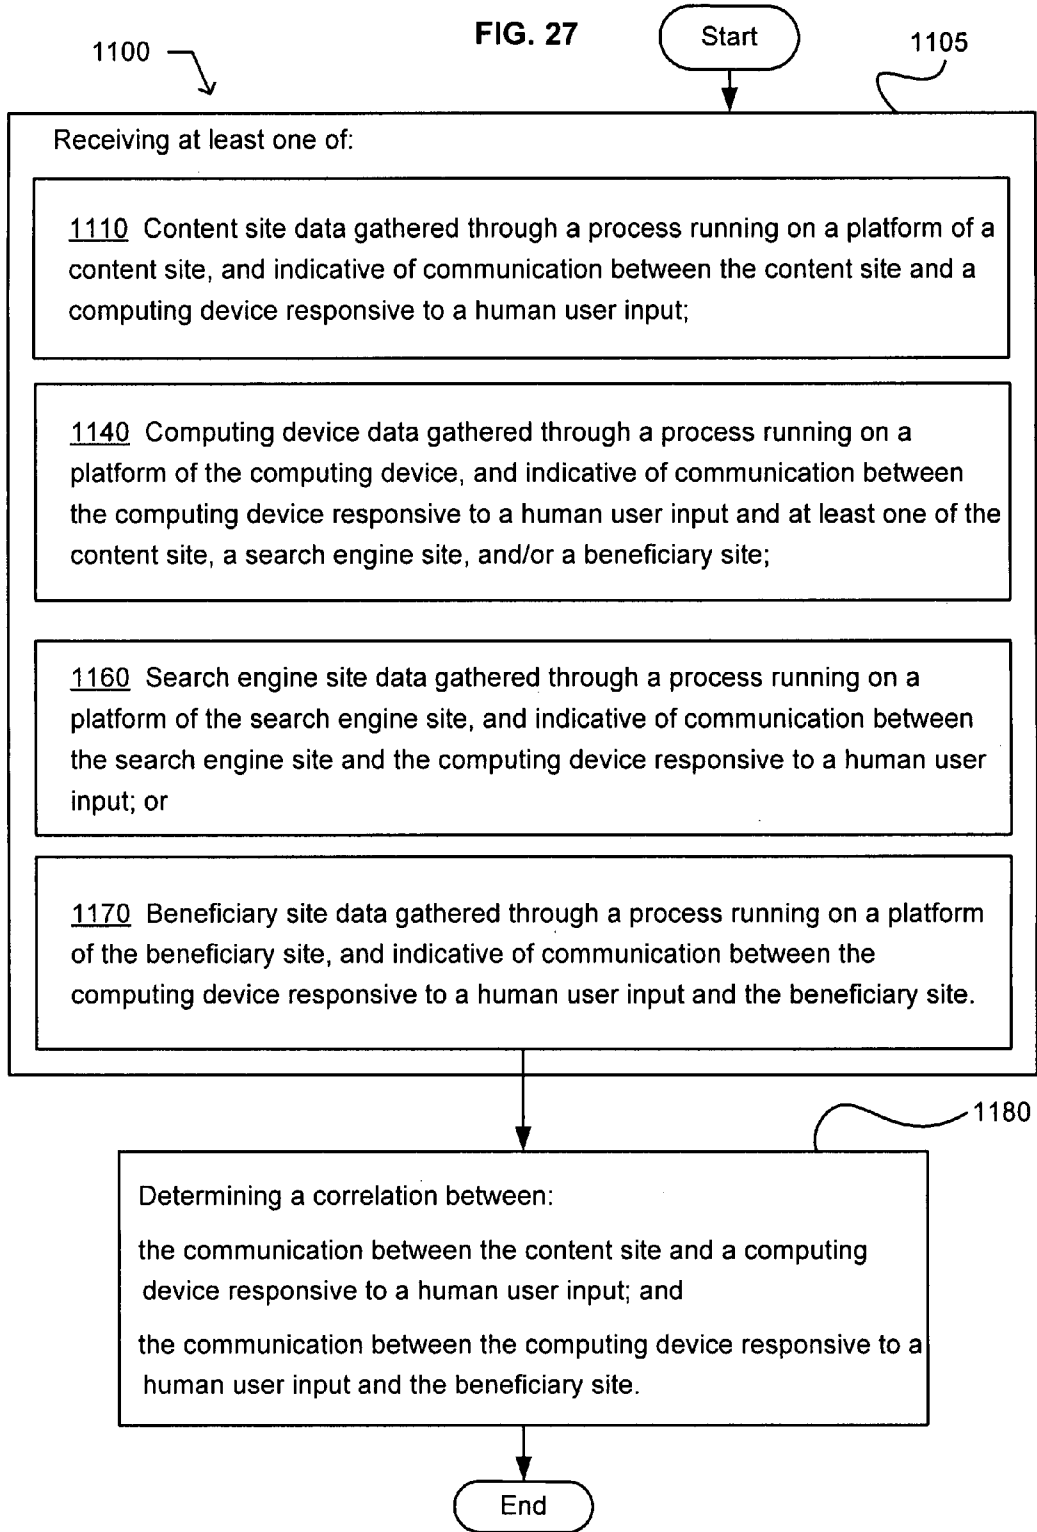 FIG. 27
Start
1100
1105
Receiving at least one of:
1110 Content site data gathered through a process running on a platform of a
content site, and indicative of communication between the content site and a
computing device responsive to a human user input;
1140 Computing device data gathered through a process running on a
platform of the computing device, and indicative of communication between
the computing device responsive to a human user input and at least one of the
content site, a search engine site, and/or a beneficiary site;
1160 Search engine site data gathered through a process running on a
platform of the search engine site, and indicative of communication between
the search engine site and the computing device responsive to a human user
input; or
1170 Beneficiary site data gathered through a process running on a platform
of the beneficiary site, and indicative of communication between the
computing device responsive to a human user input and the beneficiary site.
1180
Determining a correlation between:
the communication between the content site and a computing
device responsive to a human user input; and
the communication between the computing device responsive to a
human user input and the beneficiary site.
End